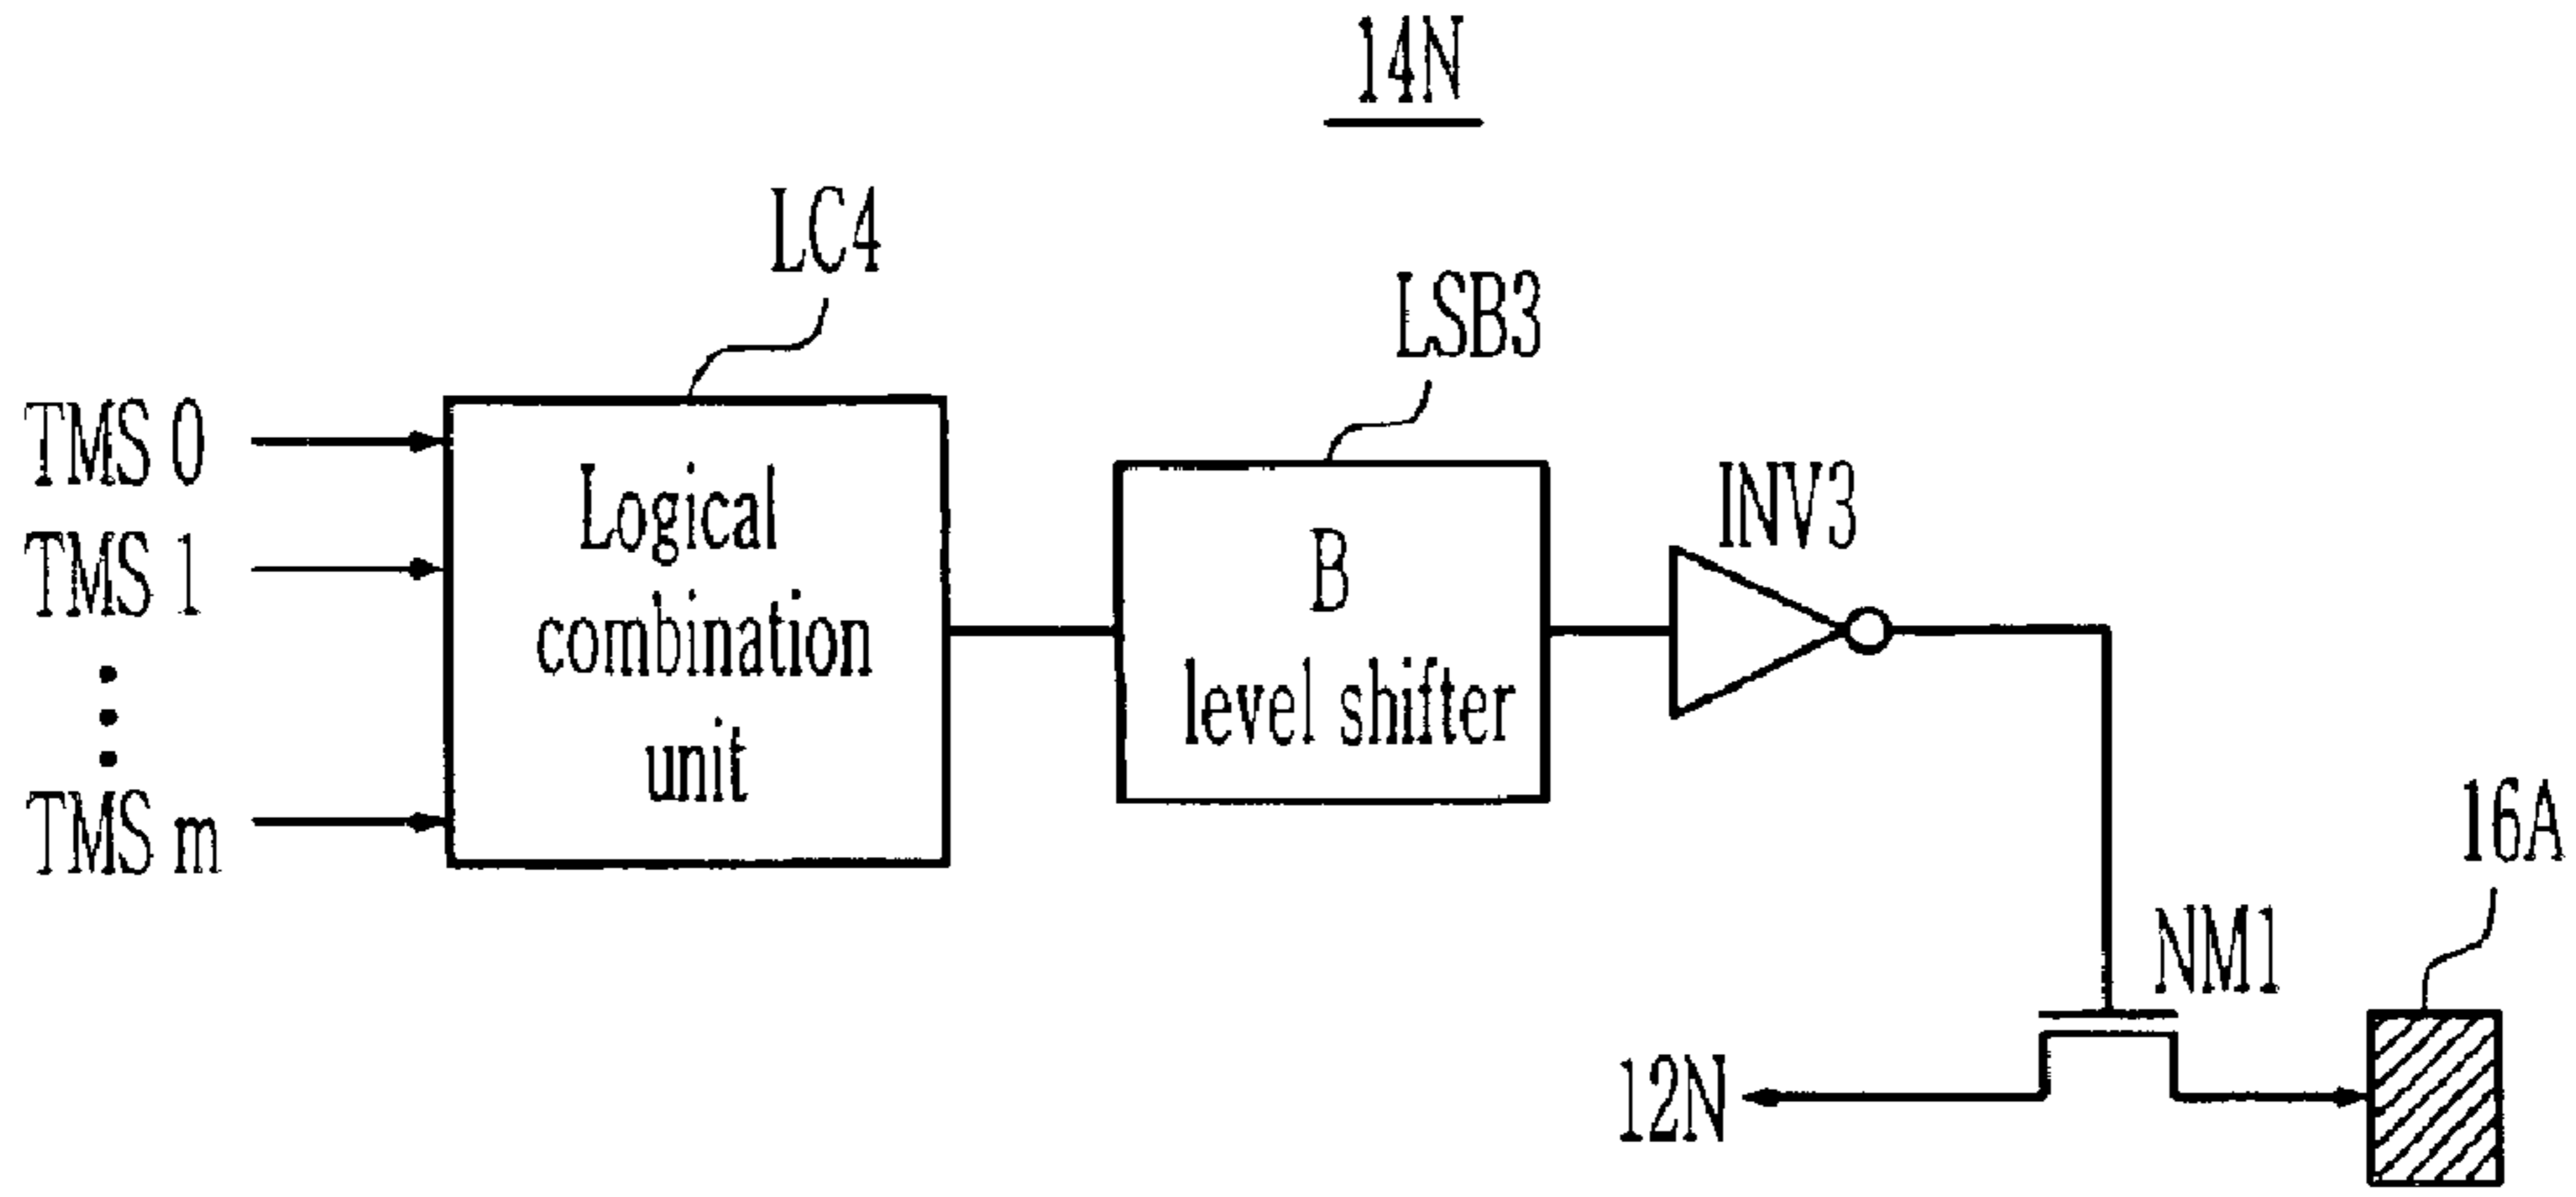 14N
LC4
LSB3
TMS 0
TMS 1
TMS m
Logical
combination
unit
B
level shifter
INV3
16A
NM1
12N